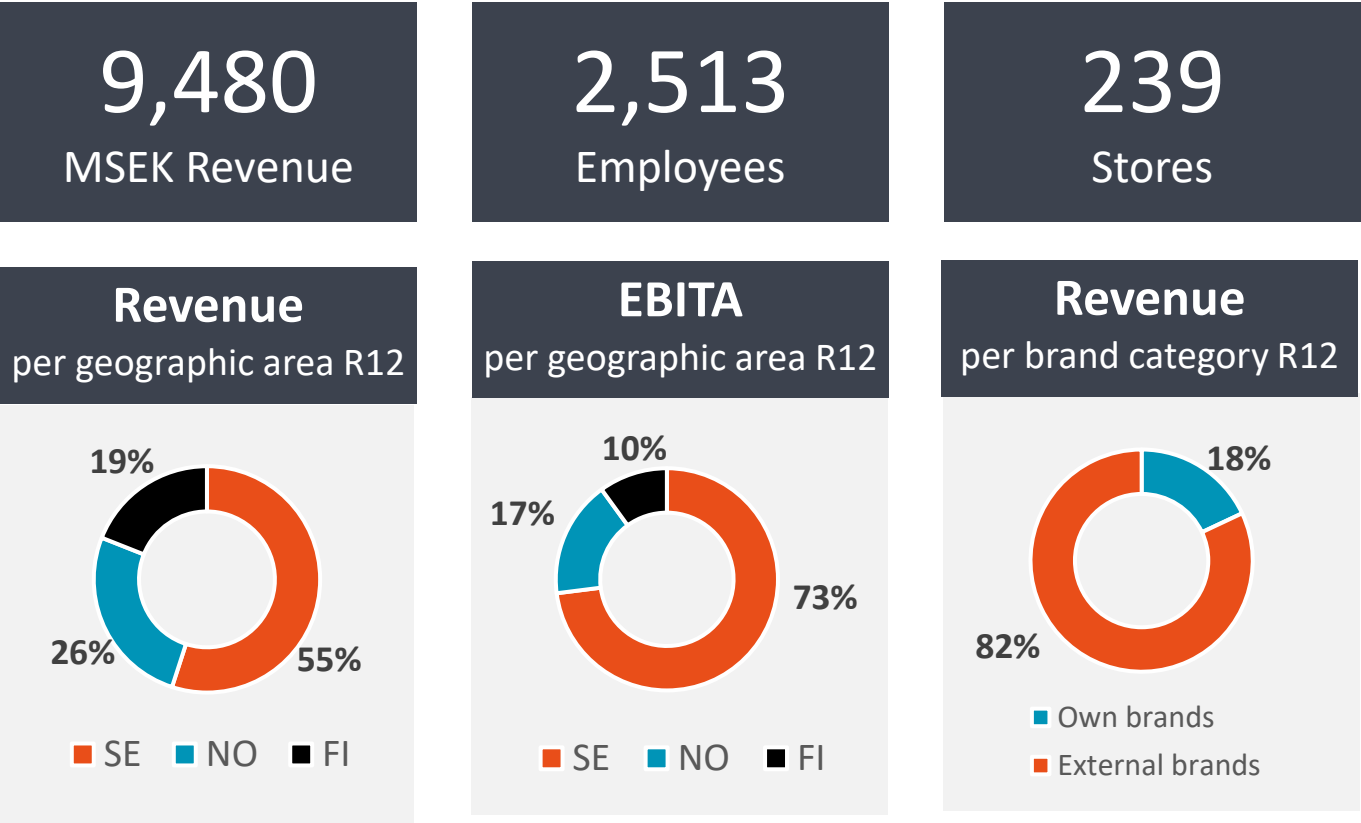 9,480
MSEK Revenue
2,513
Employees
239
Stores
Revenue
per geographic area R12
19%
26%
55%
SE NO FI
EBITA
per geographic area R12
10%
17%
73%
SE NO FI
Revenue
per brand category R12
18%
82%
Own brands
External brands